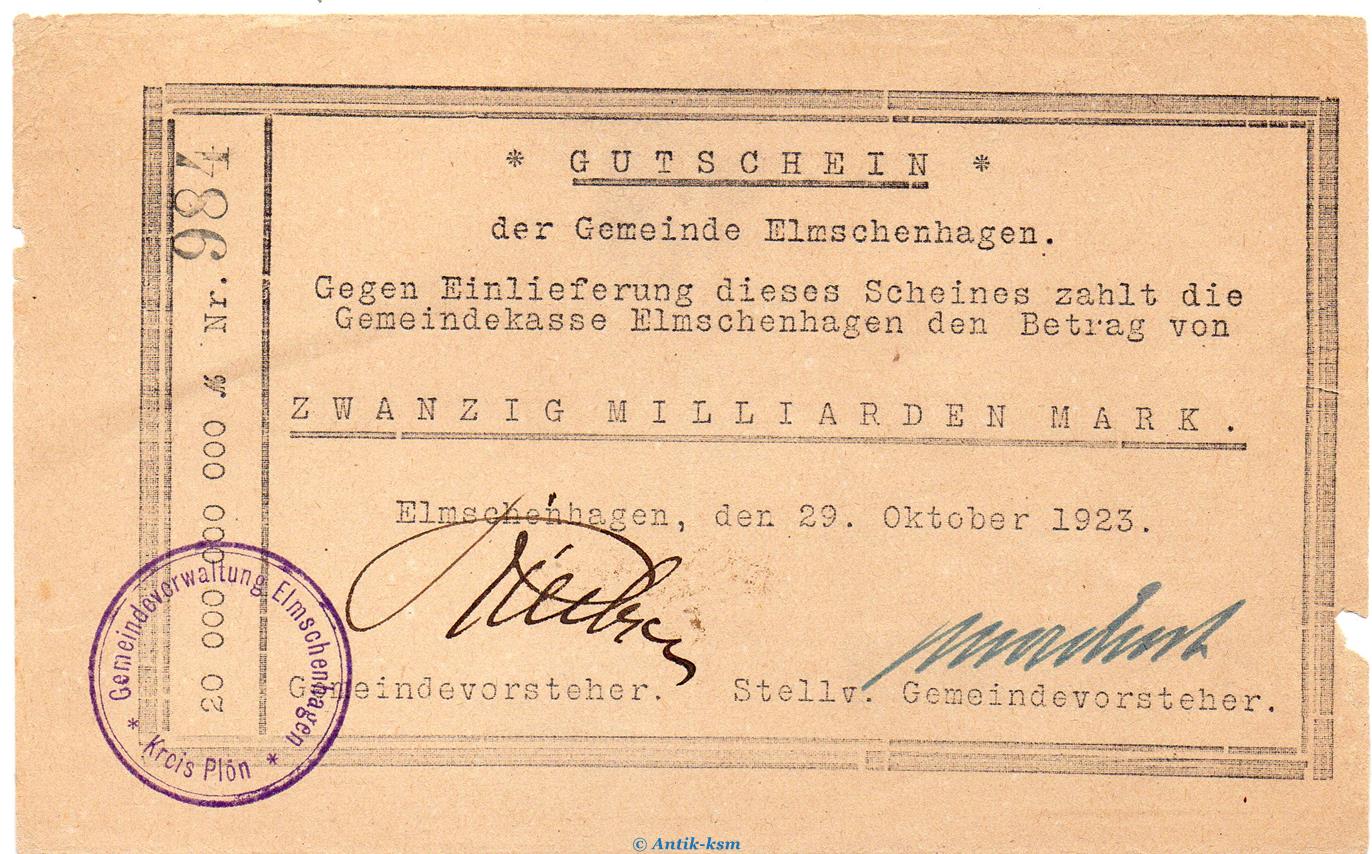 * GUTSCHEIN *
der Gemeinde Elmschenhagen.
Gegen Einlieferung dieses Scheines zahlt die
Gemeindekasse Elmschenhagen den Betrag von
ZWANZIG MILLIARDEN MARK.
Elmschenhagen, den 29. Oktober 1923.
Gemeindevorsteher. Stellv. Gemeindevorsteher.
20 000 000 000 ℳ Nr. 984
Gemeindeverwaltung Elmschenhagen
* Kreis Plön *
© Antik-ksm